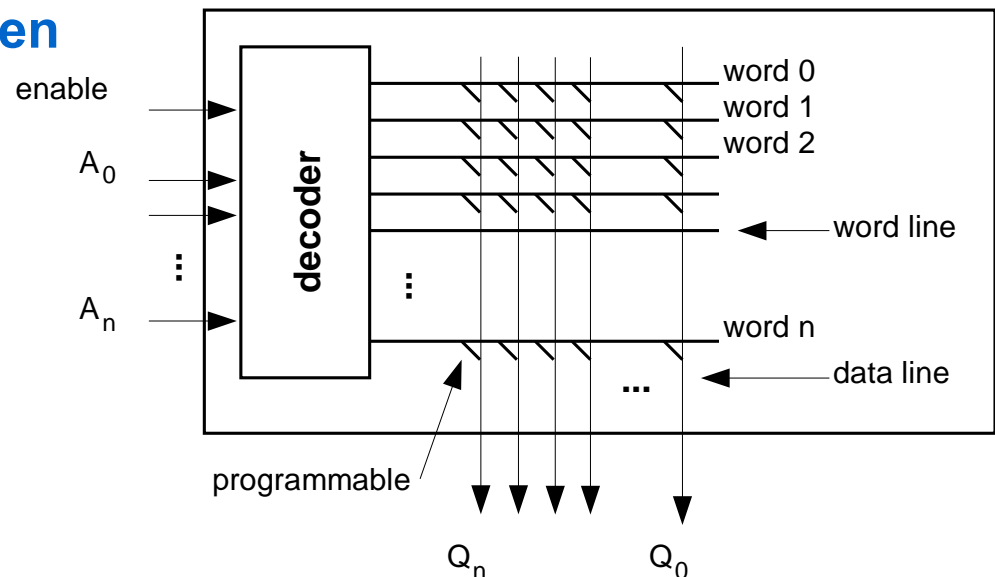 en
enable
A0
...
An
decoder
...
word 0
word 1
word 2
word line
word n
data line
...
programmable
Qn
Q0